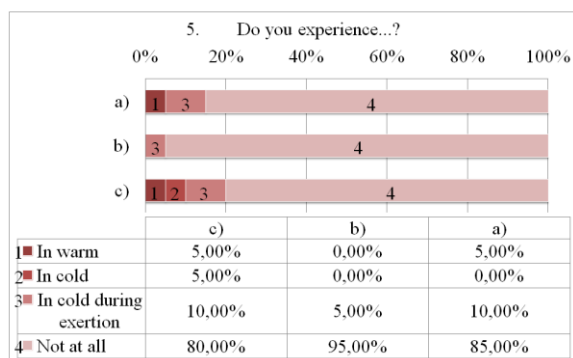 5. Do you experience...?
0% 20% 40% 60% 80% 100%
a) 1 3 4
b) 3 4
c) 1 2 3 4
c) b) a)
1 In warm 5,00% 0,00% 5,00%
2 In cold 5,00% 0,00% 0,00%
3 In cold during
exertion 10,00% 5,00% 10,00%
4 Not at all 80,00% 95,00% 85,00%